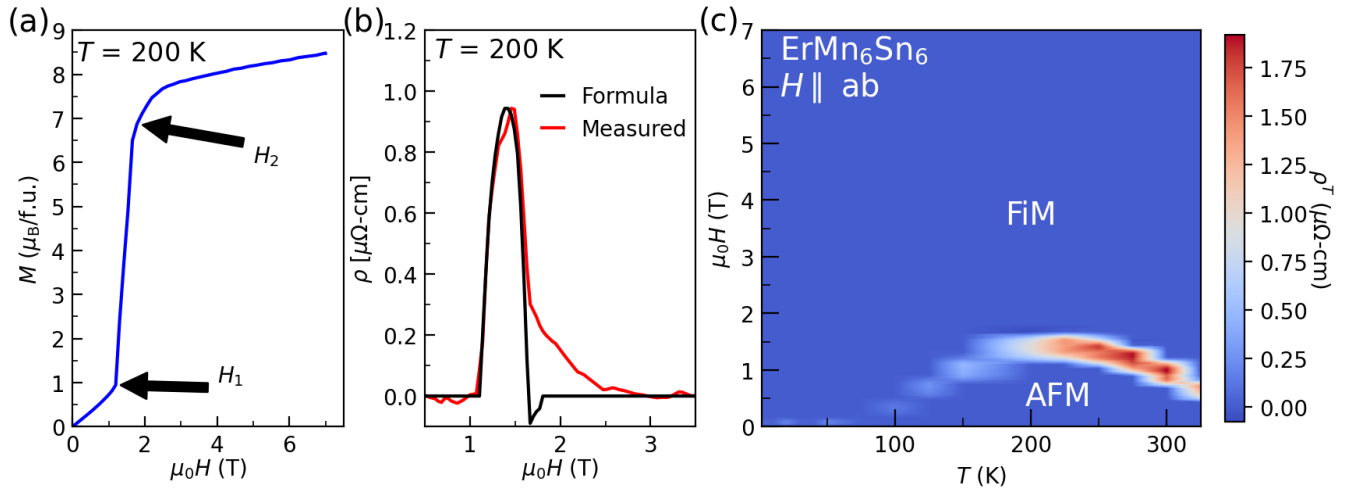 (a)
T = 200 K
H₂
H₁
9
8
7
6
5
4
3
2
1
0
M (μB/f.u.)
0 2 4 6
μ₀H (T)
(b)
T = 200 K
Formula
Measured
1.2
1.0
0.8
0.6
0.4
0.2
0.0
ρ [μΩ-cm]
1 2 3
μ₀H (T)
(c)
ErMn₆Sn₆
H ∥ ab
FiM
AFM
7
6
5
4
3
2
1
0
μ₀H (T)
100 200 300
T (K)
1.75
1.50
1.25
1.00
0.75
0.50
0.25
0.00
ρᵀ (μΩ-cm)